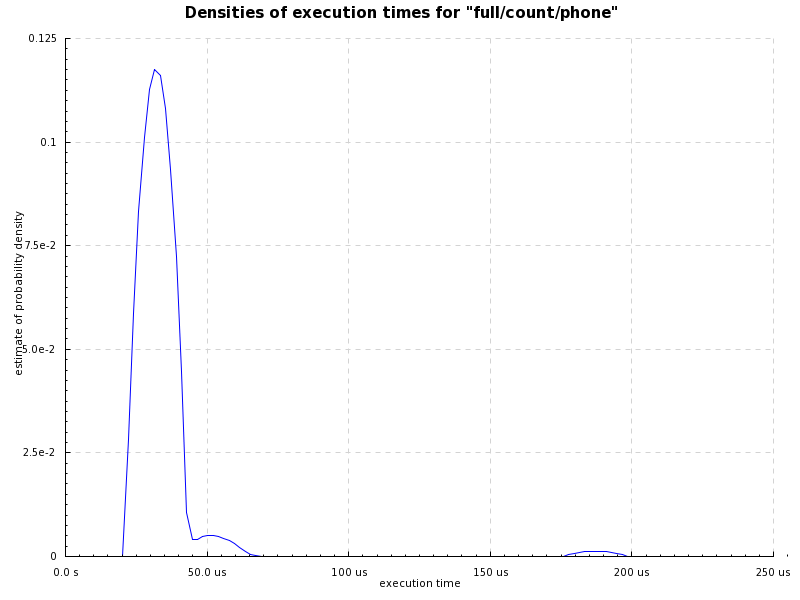 Densities of execution times for "full/count/phone"
0.125
0.1
7.5e-2
5.0e-2
2.5e-2
0
estimate of probability density
0.0 s
50.0 us
100 us
150 us
200 us
250 us
execution time